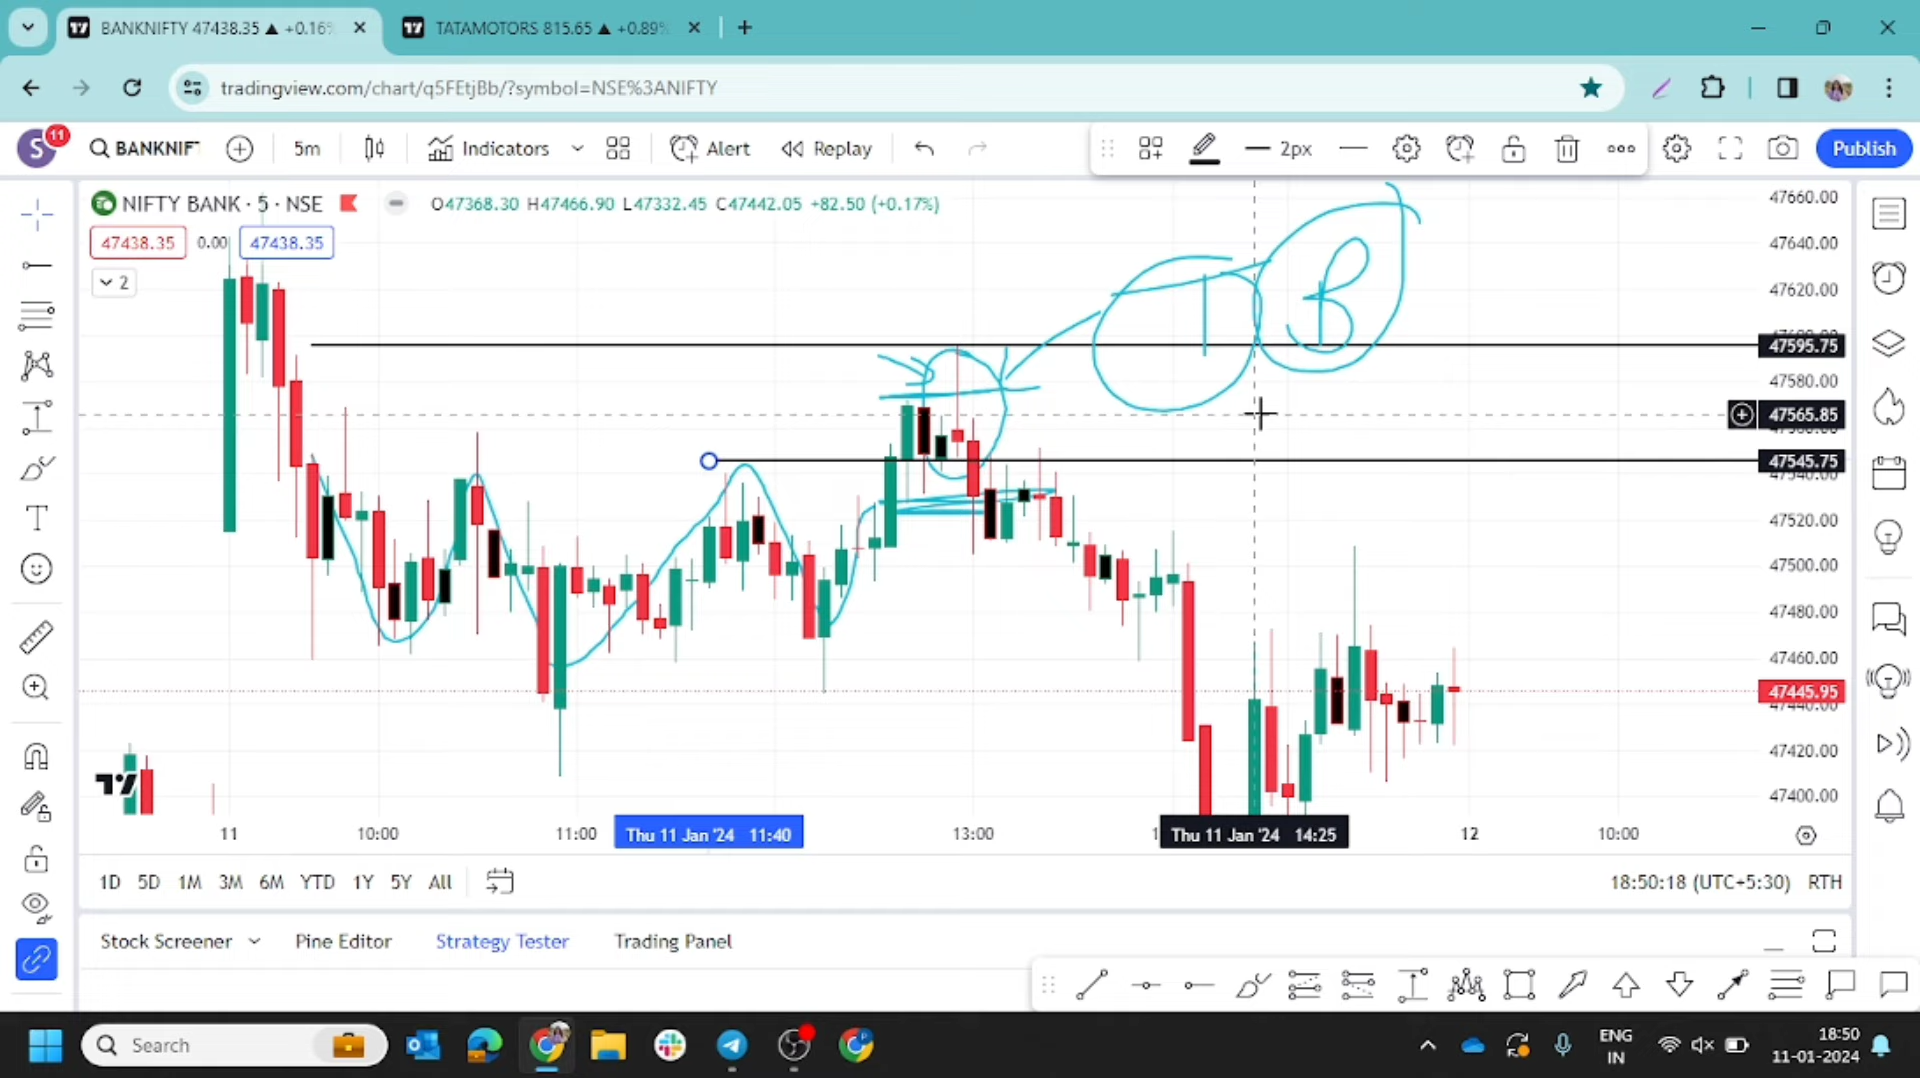 BANKNIFTY 47438.35 ▲ +0.16%
TATAMOTORS 815.65 ▲ +0.89%
tradingview.com/chart/q5FEtjBb/?symbol=NSE%3ANIFTY
S
11
BANKNIF
5m
Indicators
Alert
Replay
2px
Publish
NIFTY BANK · 5 · NSE
O47368.30 H47466.90 L47332.45 C47442.05 +82.50 (+0.17%)
47438.35
0.00
47438.35
2
T
B
47660.00
47640.00
47620.00
47595.75
47580.00
47565.85
47545.75
47520.00
47500.00
47480.00
47460.00
47445.95
47420.00
47400.00
11
10:00
11:00
Thu 11 Jan '24 11:40
13:00
Thu 11 Jan '24 14:25
12
10:00
1D 5D 1M 3M 6M YTD 1Y 5Y All
18:50:18 (UTC+5:30) RTH
Stock Screener
Pine Editor
Strategy Tester
Trading Panel
Search
ENG
IN
18:50
11-01-2024